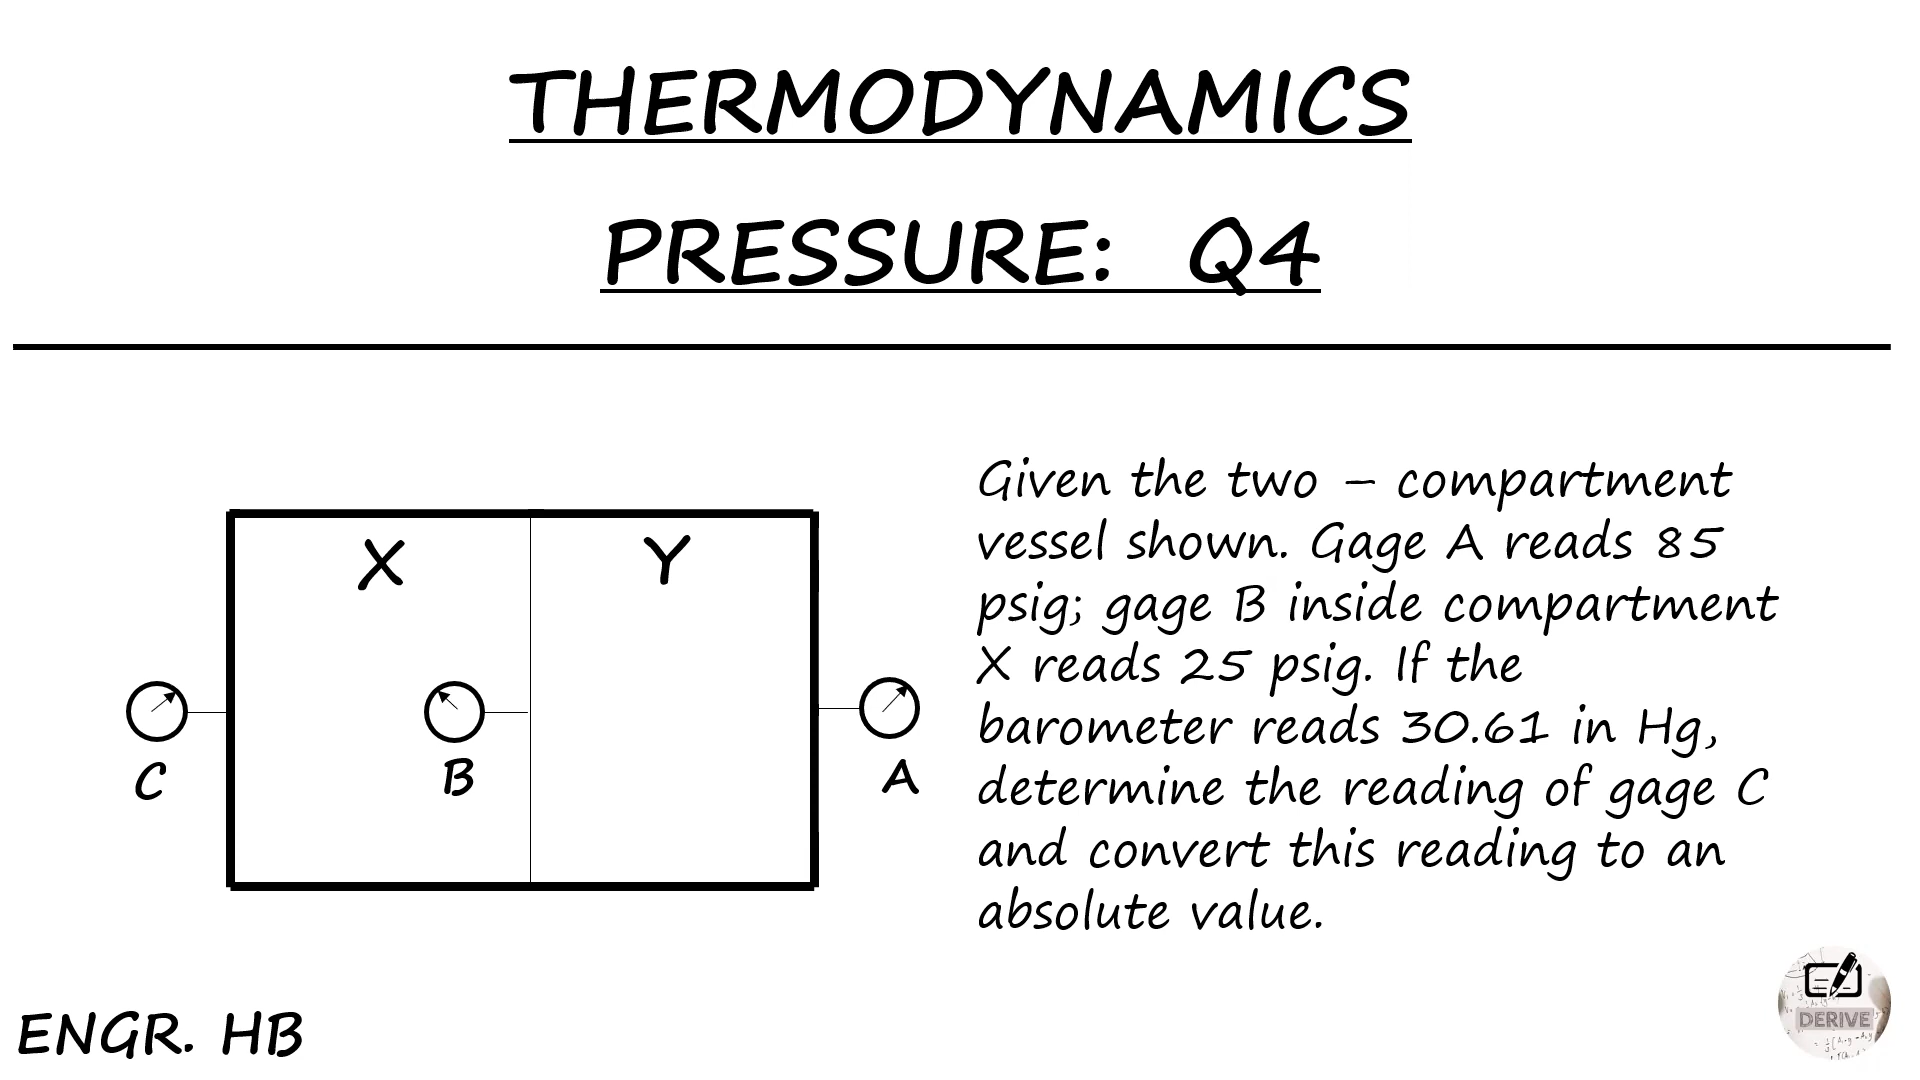 THERMODYNAMICS
PRESSURE: Q4
X
Y
C
B
A
Given the two – compartment
vessel shown. Gage A reads 85
psig; gage B inside compartment
X reads 25 psig. If the
barometer reads 30.61 in Hg,
determine the reading of gage C
and convert this reading to an
absolute value.
ENGR. HB
DERIVE